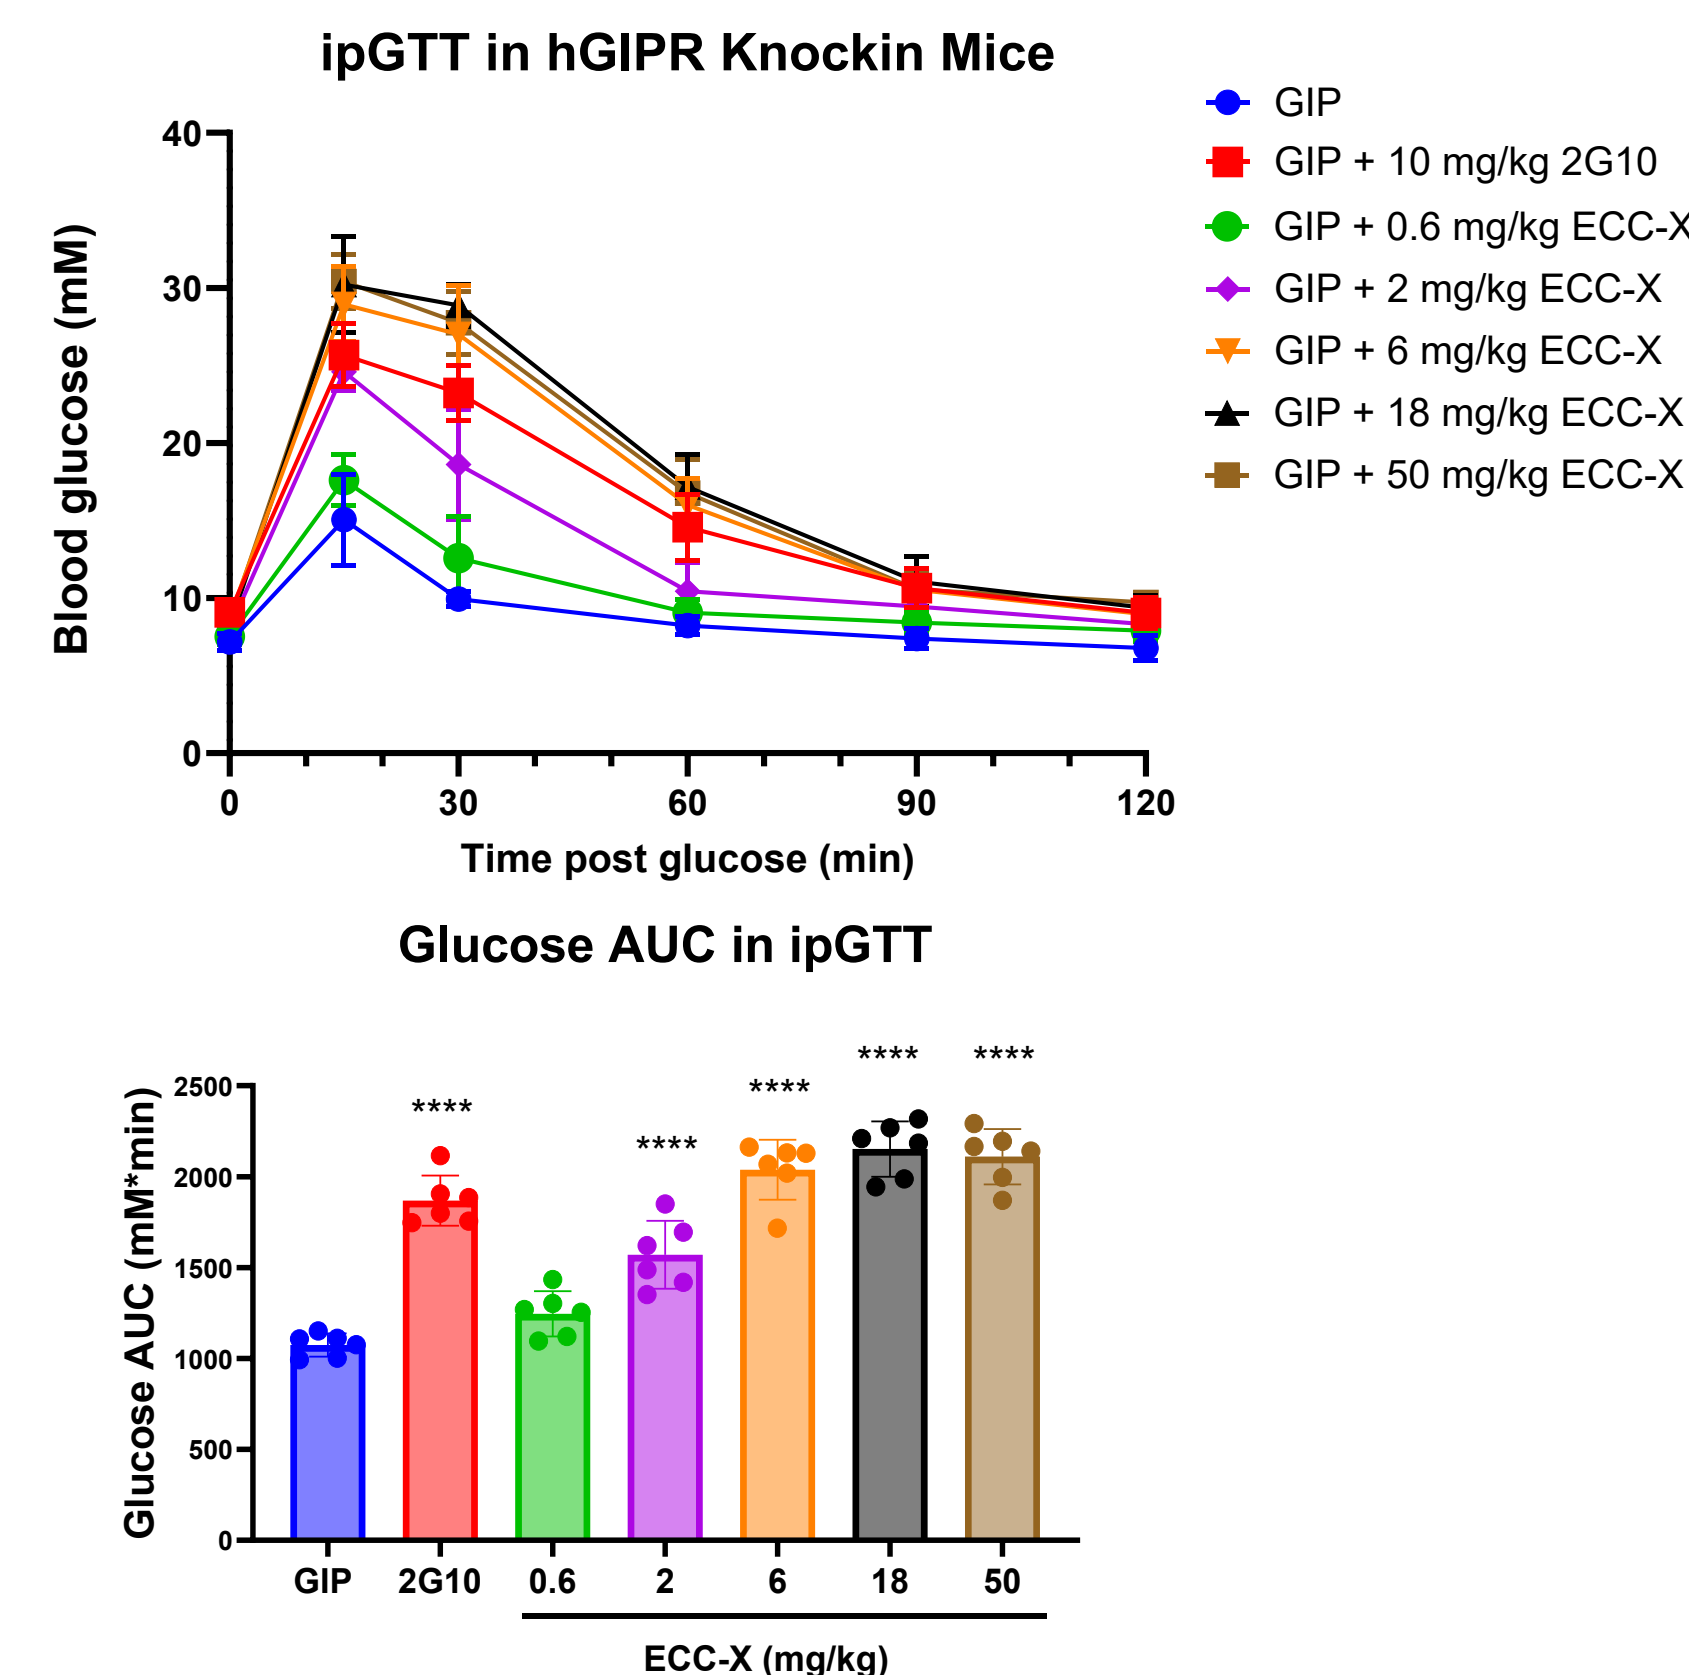 ipGTT in hGIPR Knockin Mice
GIP
GIP + 10 mg/kg 2G10
GIP + 0.6 mg/kg ECC-X
GIP + 2 mg/kg ECC-X
GIP + 6 mg/kg ECC-X
GIP + 18 mg/kg ECC-X
GIP + 50 mg/kg ECC-X
Blood glucose (mM)
40
30
20
10
0
0 30 60 90 120
Time post glucose (min)
Glucose AUC in ipGTT
Glucose AUC (mM*min)
2500
2000
1500
1000
500
0
**** **** **** **** ****
GIP 2G10 0.6 2 6 18 50
ECC-X (mg/kg)